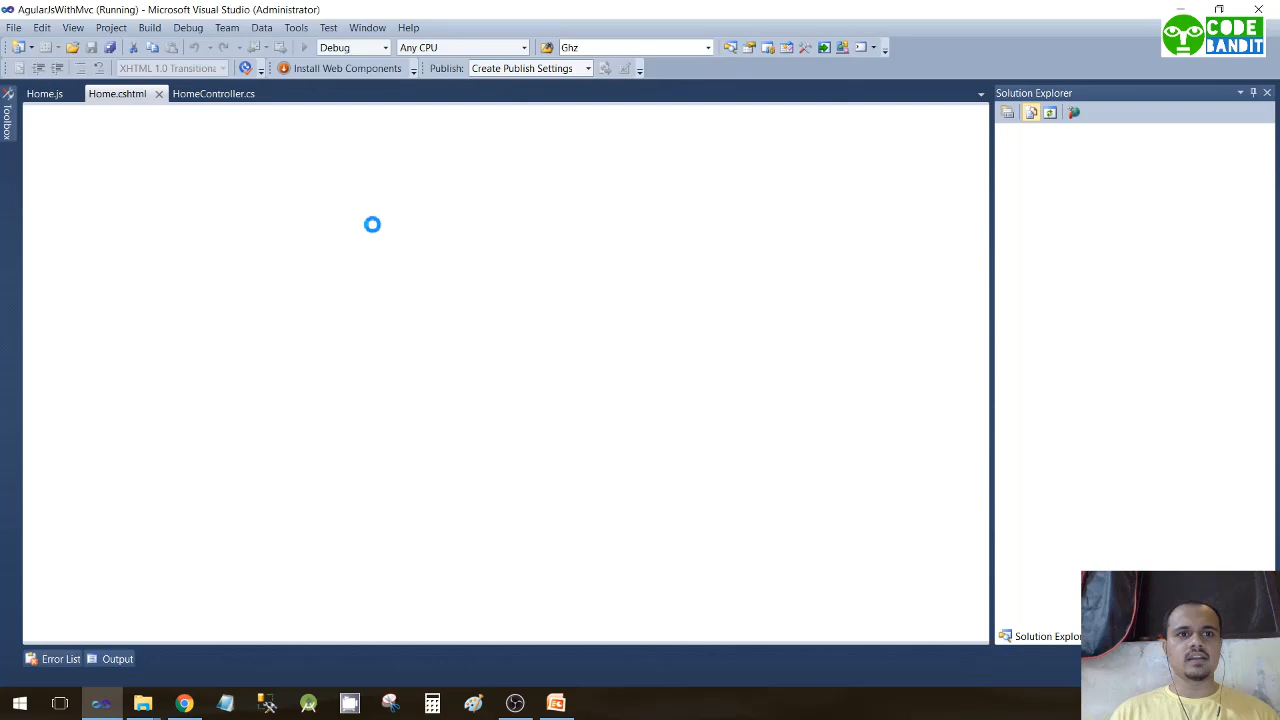 AgularJsWithMvc (Running) - Microsoft Visual Studio (Administrator)
File Edit View Project Build Debug Team Data Tools Test Window Help
Debug Any CPU Ghz
CODE
BANDIT
XHTML 1.0 Transitiona Install Web Components Publish: Create Publish Settings
Home.js Home.cshtml HomeController.cs
Solution Explorer
Toolbox
Solution Explor
Error List Output